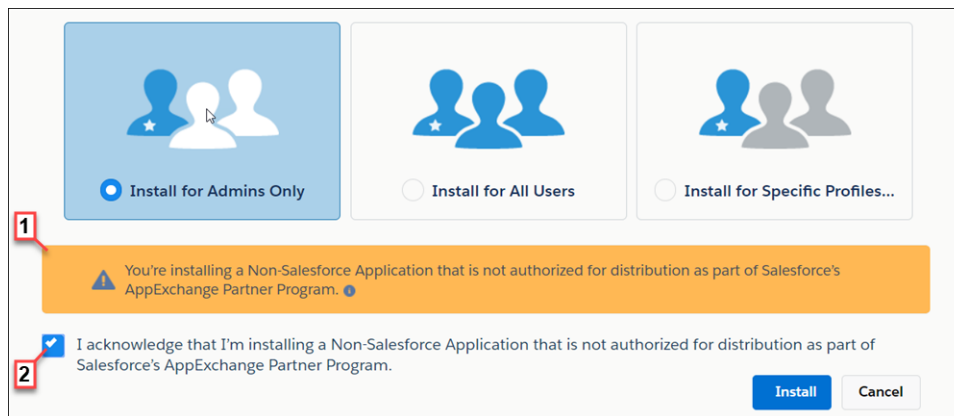 Install for Admins Only
Install for All Users
Install for Specific Profiles...
1
You're installing a Non-Salesforce Application that is not authorized for distribution as part of Salesforce's
AppExchange Partner Program.
2
I acknowledge that I'm installing a Non-Salesforce Application that is not authorized for distribution as part of
Salesforce's AppExchange Partner Program.
Install
Cancel